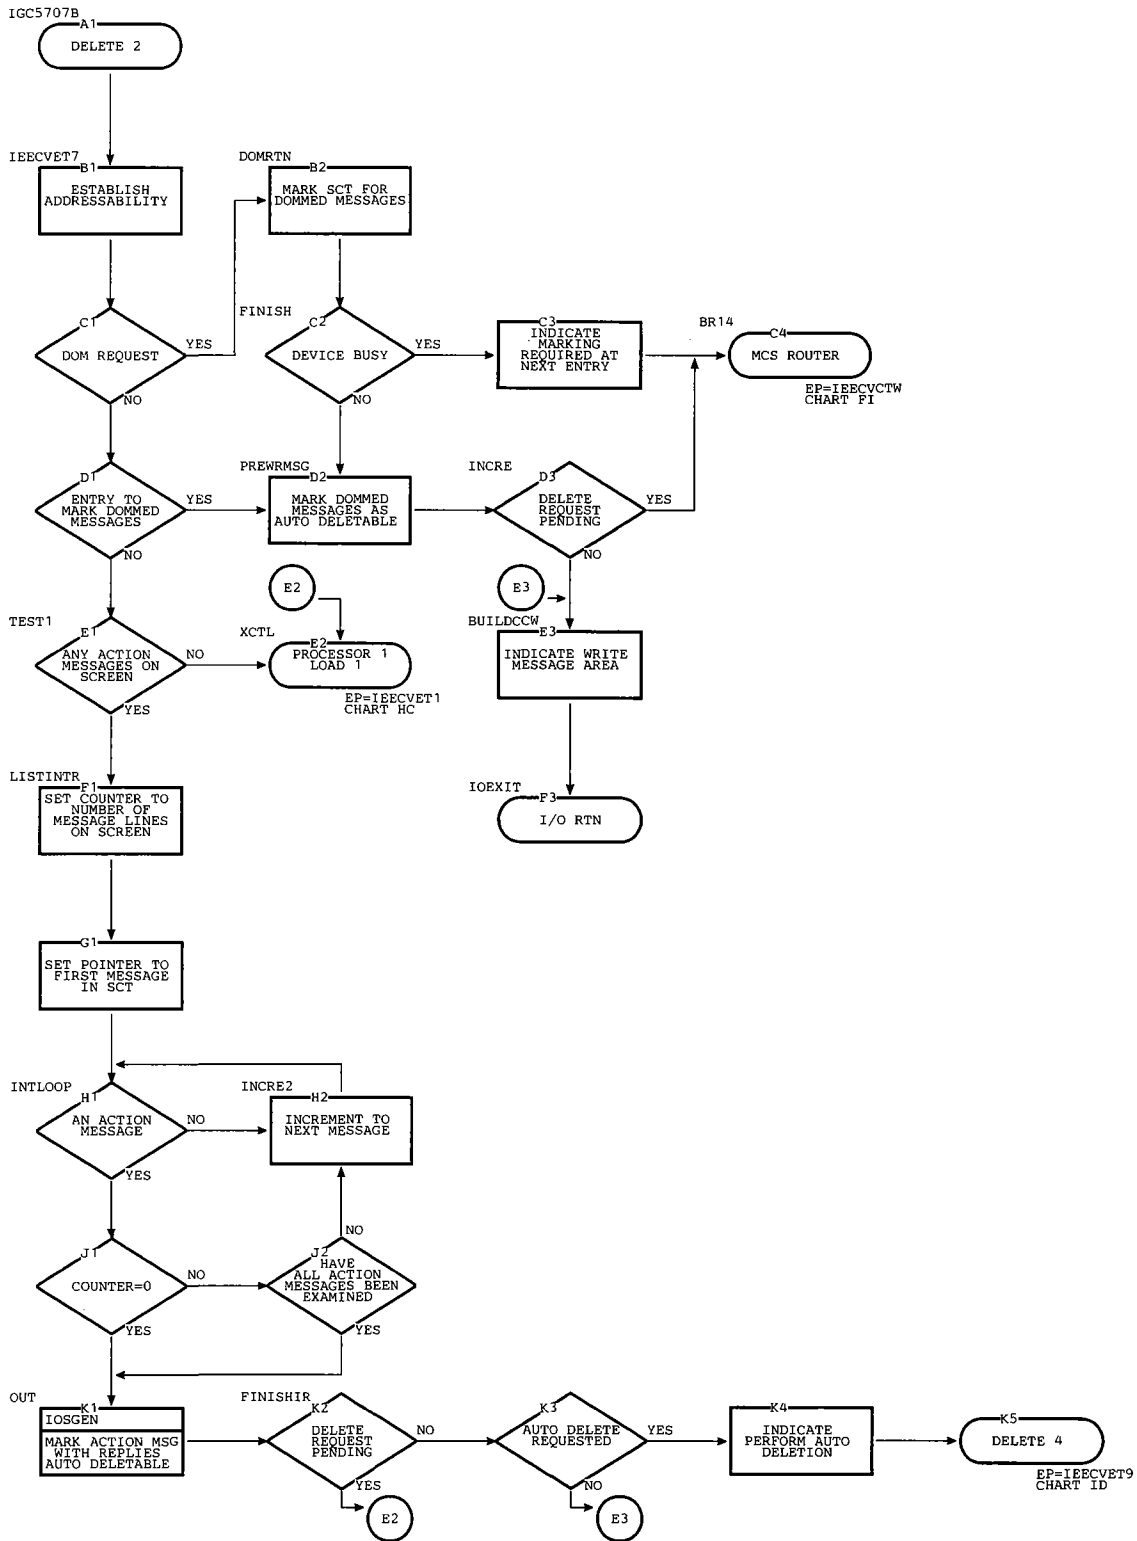 IGC5707B
A1
DELETE 2
IEECVET7
B1
ESTABLISH
ADDRESSABILITY
DOMRTN
B2
MARK SCT FOR
DOMMED MESSAGES
C1
DOM REQUEST
YES
NO
FINISH
C2
DEVICE BUSY
YES
NO
C3
INDICATE
MARKING
REQUIRED AT
NEXT ENTRY
BR14
C4
MCS ROUTER
EP=IEECVCTW
CHART FI
D1
ENTRY TO
MARK DOMMED
MESSAGES
YES
NO
PREWRMSG
D2
MARK DOMMED
MESSAGES AS
AUTO DELETABLE
INCRE
D3
DELETE
REQUEST
PENDING
YES
NO
E2
E3
TEST1
E1
ANY ACTION
MESSAGES ON
SCREEN
NO
YES
XCTL
E2
PROCESSOR 1
LOAD 1
EP=IEECVET1
CHART HC
BUILDCCW
E3
INDICATE WRITE
MESSAGE AREA
LISTINTR
F1
SET COUNTER TO
NUMBER OF
MESSAGE LINES
ON SCREEN
IOEXIT
F3
I/O RTN
G1
SET POINTER TO
FIRST MESSAGE
IN SCT
INTLOOP
H1
AN ACTION
MESSAGE
NO
YES
INCRE2
H2
INCREMENT TO
NEXT MESSAGE
J1
COUNTER=0
NO
YES
NO
J2
HAVE
ALL ACTION
MESSAGES BEEN
EXAMINED
YES
OUT
K1
IOSGEN
MARK ACTION MSG
WITH REPLIES
AUTO DELETABLE
FINISHIR
K2
DELETE
REQUEST
PENDING
NO
YES
E2
K3
AUTO DELETE
REQUESTED
YES
NO
E3
K4
INDICATE
PERFORM AUTO
DELETION
K5
DELETE 4
EP=IEECVET9
CHART ID